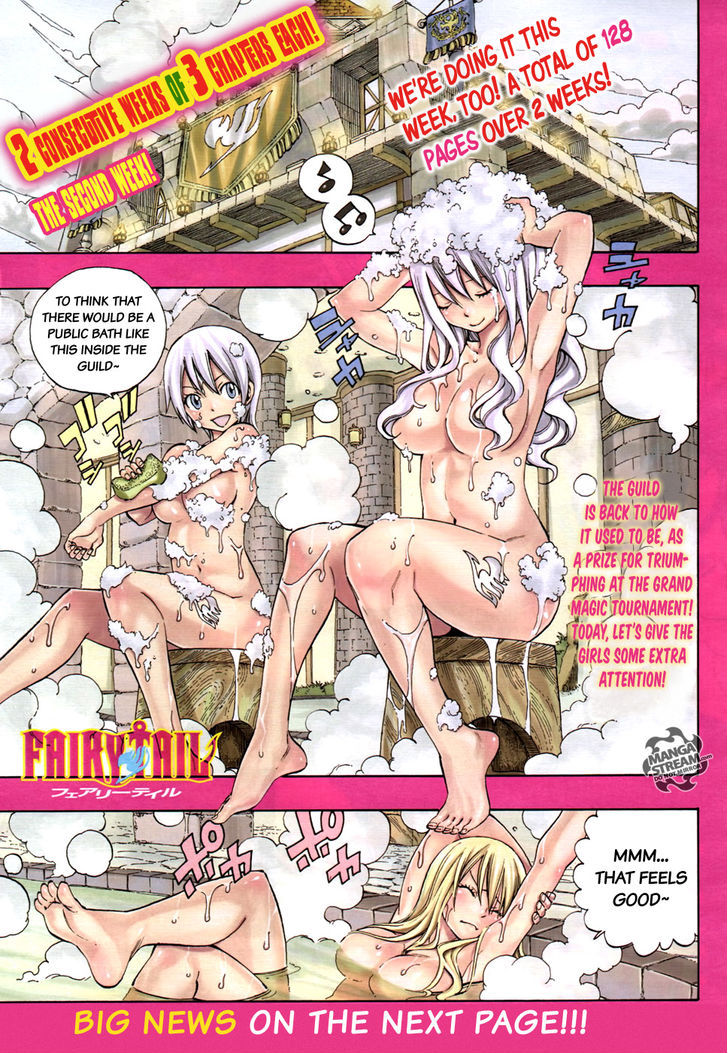 2 CONSECUTIVE WEEKS OF 3 CHAPTERS EACH!
THE SECOND WEEK!
WE'RE DOING IT THIS
WEEK, TOO! A TOTAL OF 128
PAGES OVER 2 WEEKS!
TO THINK THAT
THERE WOULD BE A
PUBLIC BATH LIKE
THIS INSIDE THE
GUILD~
THE GUILD
IS BACK TO HOW
IT USED TO BE, AS
A PRIZE FOR TRIUM-
PHING AT THE GRAND
MAGIC TOURNAMENT!
TODAY, LET'S GIVE THE
GIRLS SOME EXTRA
ATTENTION!
FAIRY TAIL
フェアリーテイル
MANGA
STREAM.com
DO NOT MIRROR
MMM...
THAT FEELS
GOOD~
BIG NEWS ON THE NEXT PAGE!!!